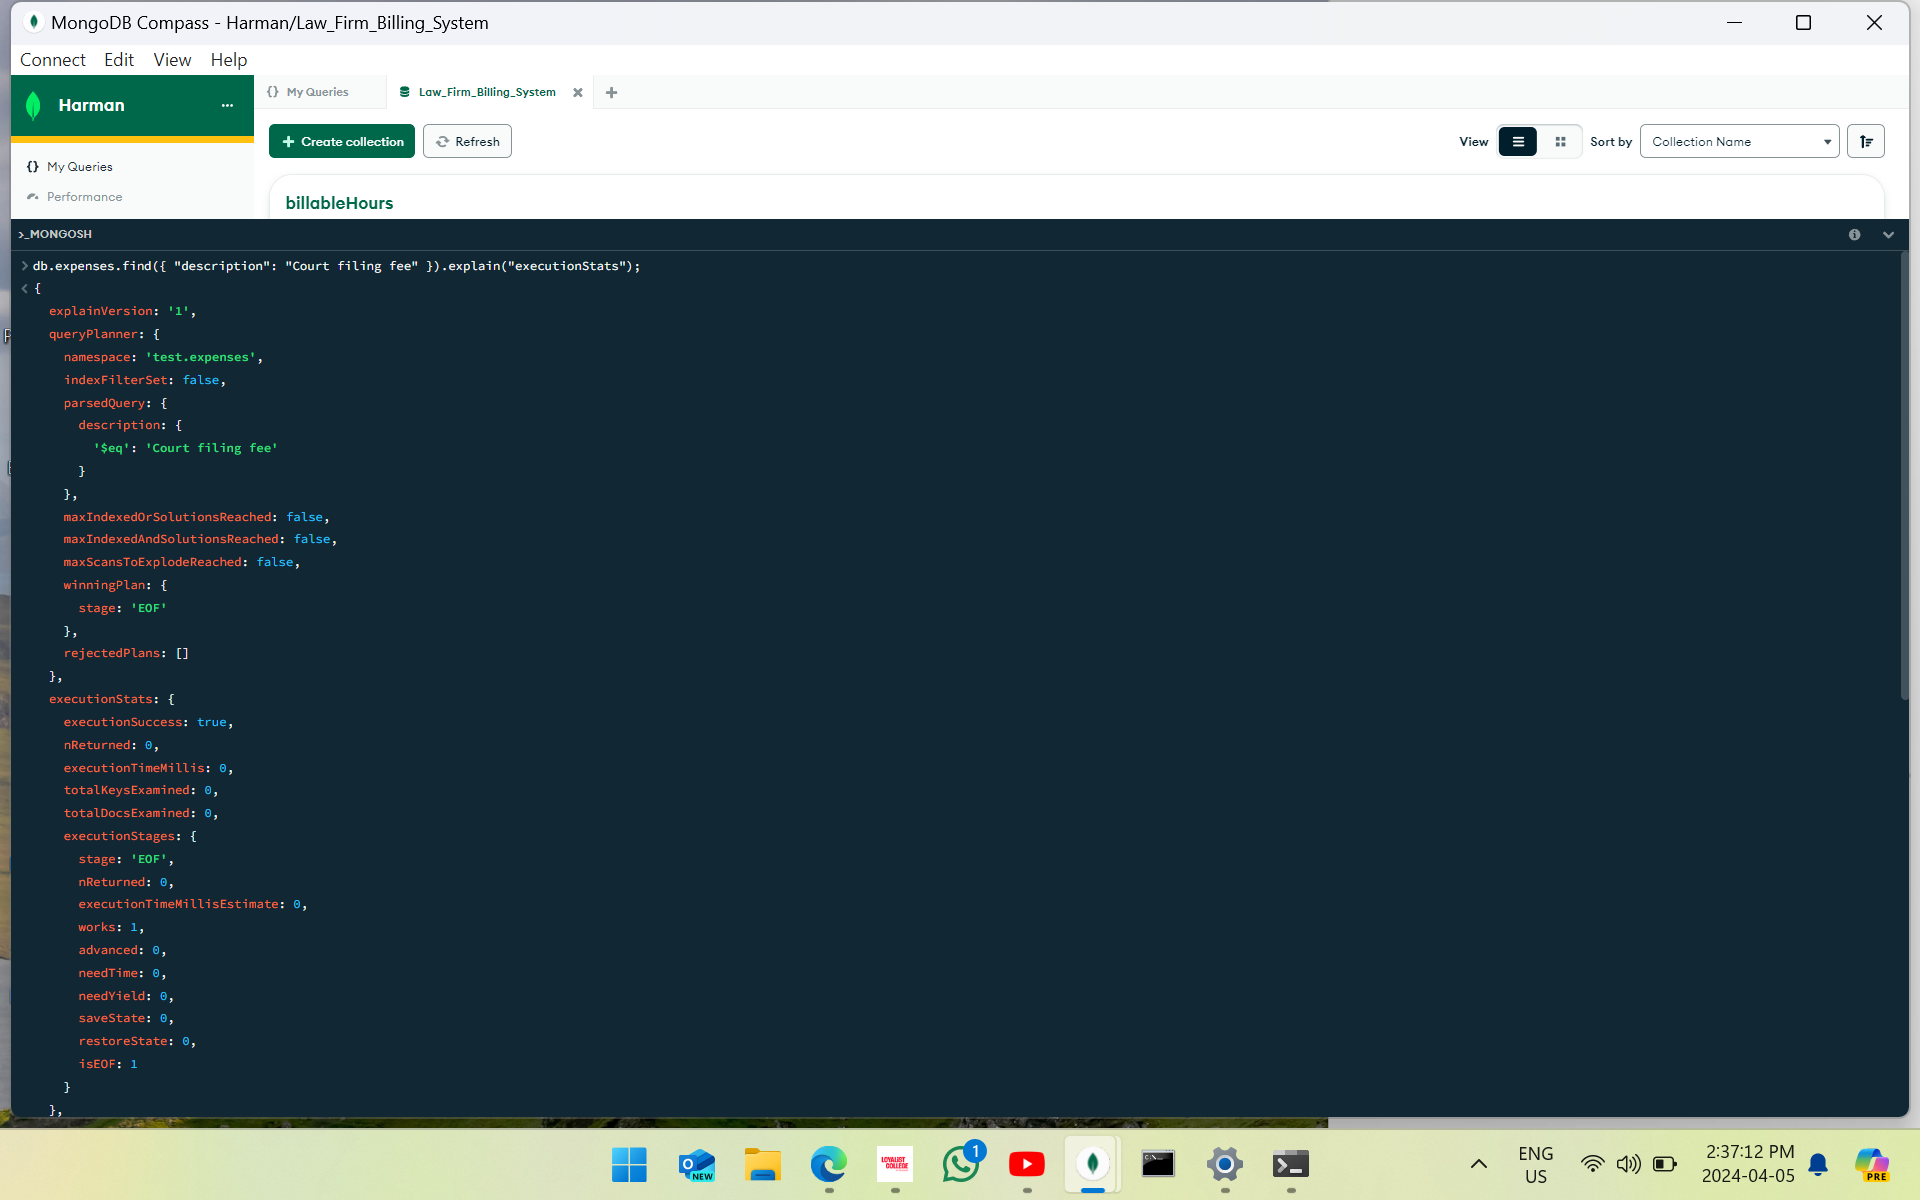 MongoDB Compass - Harman/Law_Firm_Billing_System
Connect Edit View Help
Harman ...
{} My Queries
Law_Firm_Billing_System
+ Create collection
Refresh
View
Sort by
Collection Name
{} My Queries
Performance
billableHours
>_MONGOSH
> db.expenses.find({ "description": "Court filing fee" }).explain("executionStats");
< {
explainVersion: '1',
queryPlanner: {
namespace: 'test.expenses',
indexFilterSet: false,
parsedQuery: {
description: {
'$eq': 'Court filing fee'
}
},
maxIndexedOrSolutionsReached: false,
maxIndexedAndSolutionsReached: false,
maxScansToExplodeReached: false,
winningPlan: {
stage: 'EOF'
},
rejectedPlans: []
},
executionStats: {
executionSuccess: true,
nReturned: 0,
executionTimeMillis: 0,
totalKeysExamined: 0,
totalDocsExamined: 0,
executionStages: {
stage: 'EOF',
nReturned: 0,
executionTimeMillisEstimate: 0,
works: 1,
advanced: 0,
needTime: 0,
needYield: 0,
saveState: 0,
restoreState: 0,
isEOF: 1
}
},
NEW
LOYALIST
COLLEGE
1
ENG
US
2:37:12 PM
2024-04-05
PRE